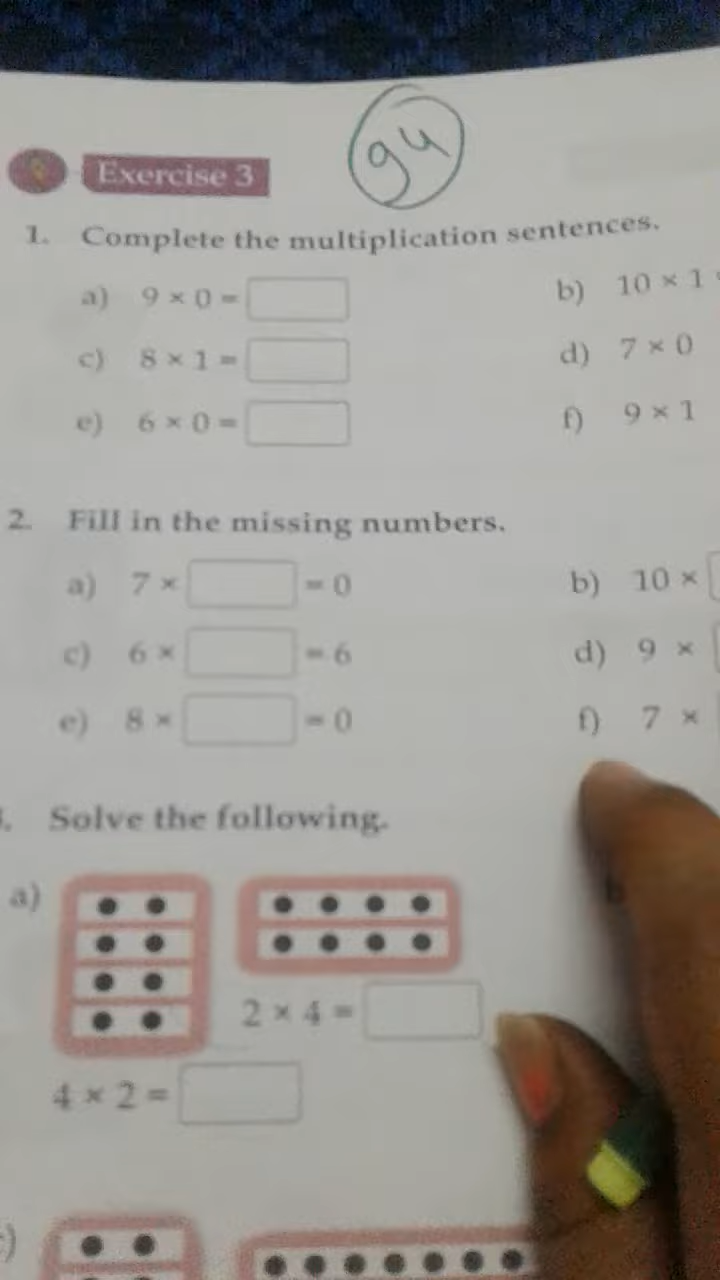 94
Exercise 3
1. Complete the multiplication sentences.
a) 9 × 0 =
b) 10 × 1
c) 8 × 1 =
d) 7 × 0
e) 6 × 0 =
f) 9 × 1
2. Fill in the missing numbers.
a) 7 × = 0
b) 10 ×
c) 6 × = 6
d) 9 ×
e) 8 × = 0
f) 7 ×
Solve the following.
a)
2 × 4 =
4 × 2 =